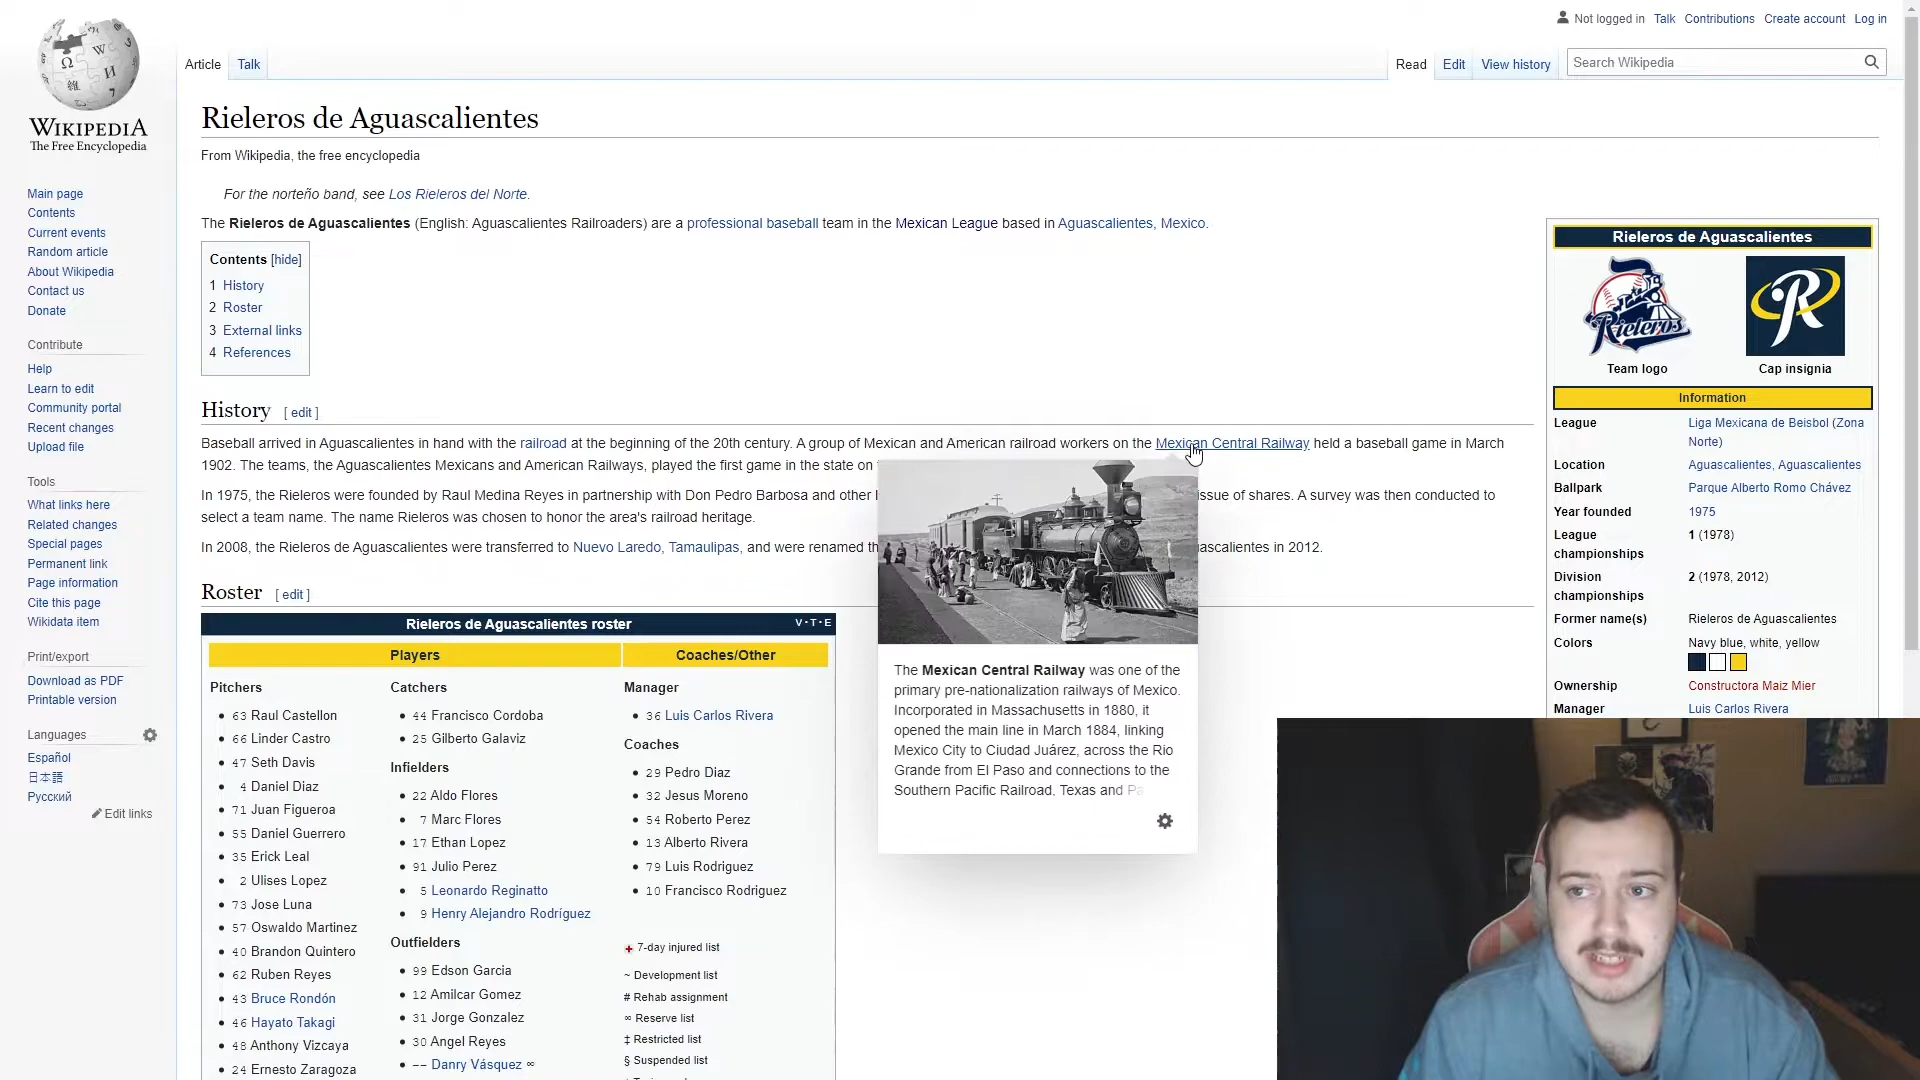 Not logged in Talk Contributions Create account Log in
Article Talk
Read Edit View history Search Wikipedia
WIKIPEDIA
The Free Encyclopedia
Main page
Contents
Current events
Random article
About Wikipedia
Contact us
Donate
Contribute
Help
Learn to edit
Community portal
Recent changes
Upload file
Tools
What links here
Related changes
Special pages
Permanent link
Page information
Cite this page
Wikidata item
Print/export
Download as PDF
Printable version
Languages
Español
日本語
Русский
Edit links
Rieleros de Aguascalientes
From Wikipedia, the free encyclopedia
For the norteño band, see Los Rieleros del Norte.
The Rieleros de Aguascalientes (English: Aguascalientes Railroaders) are a professional baseball team in the Mexican League based in Aguascalientes, Mexico.
Contents [hide]
1 History
2 Roster
3 External links
4 References
History [ edit ]
Baseball arrived in Aguascalientes in hand with the railroad at the beginning of the 20th century. A group of Mexican and American railroad workers on the Mexican Central Railway held a baseball game in March
1902. The teams, the Aguascalientes Mexicans and American Railways, played the first game in the state on
In 1975, the Rieleros were founded by Raul Medina Reyes in partnership with Don Pedro Barbosa and other issue of shares. A survey was then conducted to
select a team name. The name Rieleros was chosen to honor the area's railroad heritage.
In 2008, the Rieleros de Aguascalientes were transferred to Nuevo Laredo, Tamaulipas, and were renamed th ascalientes in 2012.
The Mexican Central Railway was one of the
primary pre-nationalization railways of Mexico.
Incorporated in Massachusetts in 1880, it
opened the main line in March 1884, linking
Mexico City to Ciudad Juárez, across the Rio
Grande from El Paso and connections to the
Southern Pacific Railroad, Texas and Pa
Roster [ edit ]
Rieleros de Aguascalientes roster V·T·E
Players Coaches/Other
Pitchers
63 Raul Castellon
66 Linder Castro
47 Seth Davis
4 Daniel Diaz
71 Juan Figueroa
55 Daniel Guerrero
35 Erick Leal
2 Ulises Lopez
73 Jose Luna
57 Oswaldo Martinez
40 Brandon Quintero
62 Ruben Reyes
43 Bruce Rondón
46 Hayato Takagi
48 Anthony Vizcaya
24 Ernesto Zaragoza
Catchers
44 Francisco Cordoba
25 Gilberto Galaviz
Infielders
22 Aldo Flores
7 Marc Flores
17 Ethan Lopez
91 Julio Perez
5 Leonardo Reginatto
9 Henry Alejandro Rodríguez
Outfielders
99 Edson Garcia
12 Amilcar Gomez
31 Jorge Gonzalez
30 Angel Reyes
-- Danry Vásquez ∞
Manager
36 Luis Carlos Rivera
Coaches
29 Pedro Diaz
32 Jesus Moreno
54 Roberto Perez
13 Alberto Rivera
79 Luis Rodriguez
10 Francisco Rodriguez
7-day injured list
~ Development list
# Rehab assignment
∞ Reserve list
‡ Restricted list
§ Suspended list
Rieleros de Aguascalientes
Rieleros
R
Team logo Cap insignia
Information
League Liga Mexicana de Beisbol (Zona
Norte)
Location Aguascalientes, Aguascalientes
Ballpark Parque Alberto Romo Chávez
Year founded 1975
League
championships 1 (1978)
Division
championships 2 (1978, 2012)
Former name(s) Rieleros de Aguascalientes
Colors Navy blue, white, yellow
Ownership Constructora Maiz Mier
Manager Luis Carlos Rivera